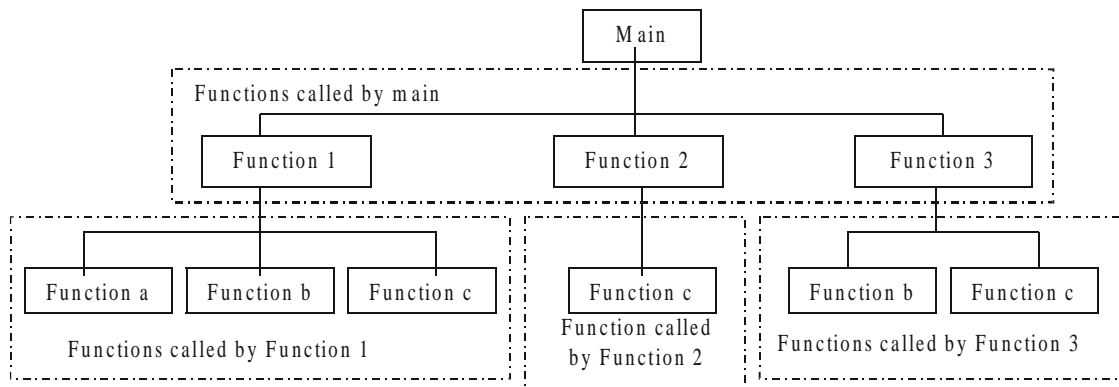 Main
Functions called by main
Function 1
Function 2
Function 3
Function a
Function b
Function c
Functions called by Function 1
Function c
Function called
by Function 2
Function b
Function c
Functions called by Function 3